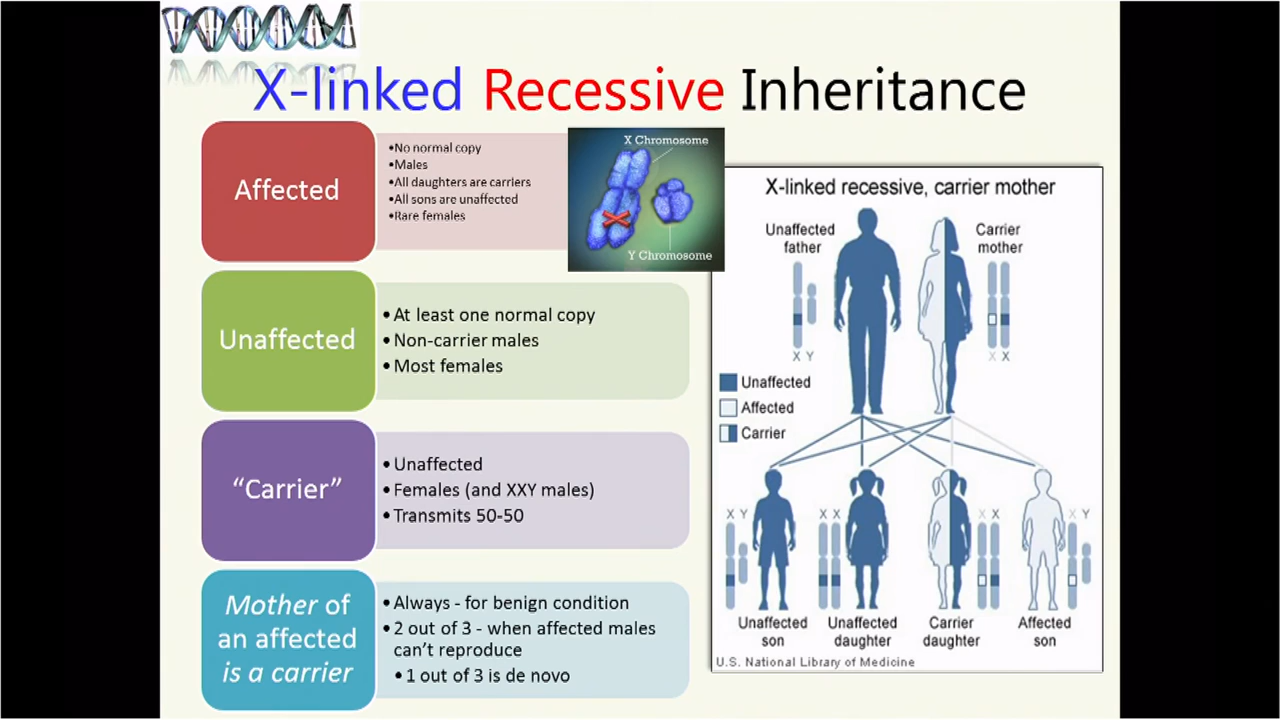 X-linked Recessive Inheritance
Affected
•No normal copy
•Males
•All daughters are carriers
•All sons are unaffected
•Rare females
X Chromosome
Y Chromosome
Unaffected
•At least one normal copy
•Non-carrier males
•Most females
“Carrier”
•Unaffected
•Females (and XXY males)
•Transmits 50-50
Mother of
an affected
is a carrier
•Always - for benign condition
•2 out of 3 - when affected males
can’t reproduce
•1 out of 3 is de novo
X-linked recessive, carrier mother
Unaffected
father
Carrier
mother
X Y
X X
Unaffected
Affected
Carrier
X Y
X X
X X
X Y
Unaffected
son
Unaffected
daughter
Carrier
daughter
Affected
son
U.S. National Library of Medicine